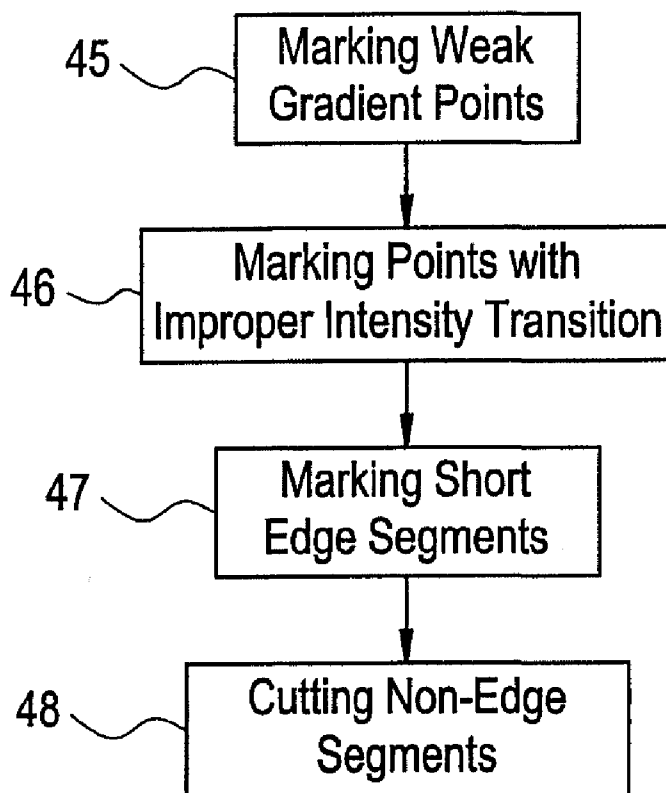 45
Marking Weak
Gradient Points
46
Marking Points with
Improper Intensity Transition
47
Marking Short
Edge Segments
48
Cutting Non-Edge
Segments